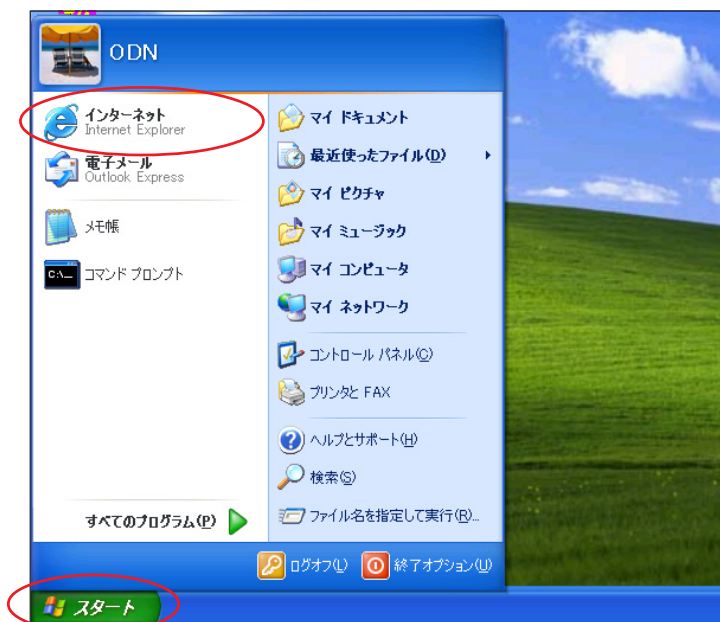 ODN
インターネット
Internet Explorer
電子メール
Outlook Express
メモ帳
C:\_
コマンド プロンプト
すべてのプログラム(P)
マイ ドキュメント
最近使ったファイル(D)
マイ ピクチャ
マイ ミュージック
マイ コンピュータ
マイ ネットワーク
コントロール パネル(C)
プリンタと FAX
ヘルプとサポート(H)
検索(S)
ファイル名を指定して実行(R)...
ログオフ(L)
終了オプション(U)
スタート